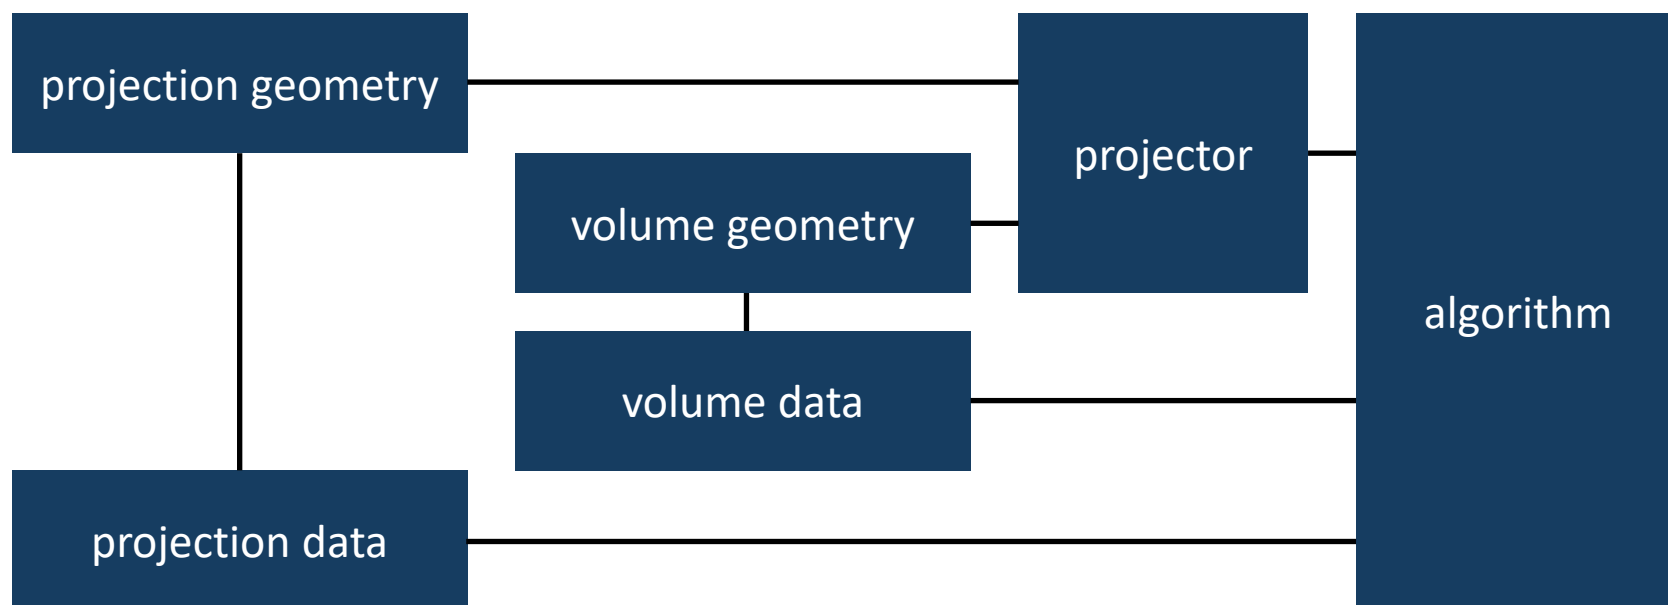 projection geometry
projector
volume geometry
algorithm
volume data
projection data